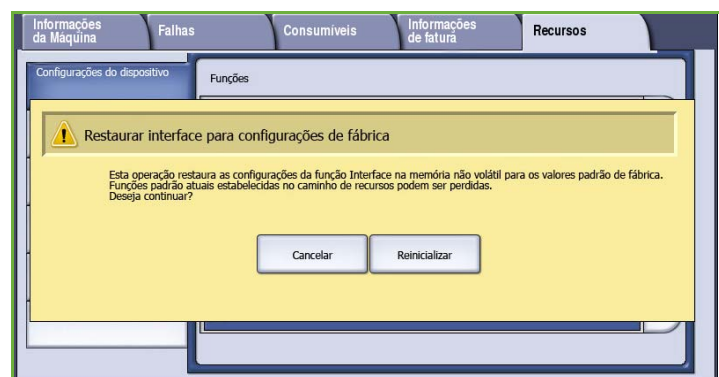 Informações
da Máquina
Falhas
Consumíveis
Informações
de fatura
Recursos
Configurações do dispositivo
Funções
Restaurar interface para configurações de fábrica
Esta operação restaura as configurações da função Interface na memória não volátil para os valores padrão de fábrica.
Funções padrão atuais estabelecidas no caminho de recursos podem ser perdidas.
Deseja continuar?
Cancelar
Reinicializar